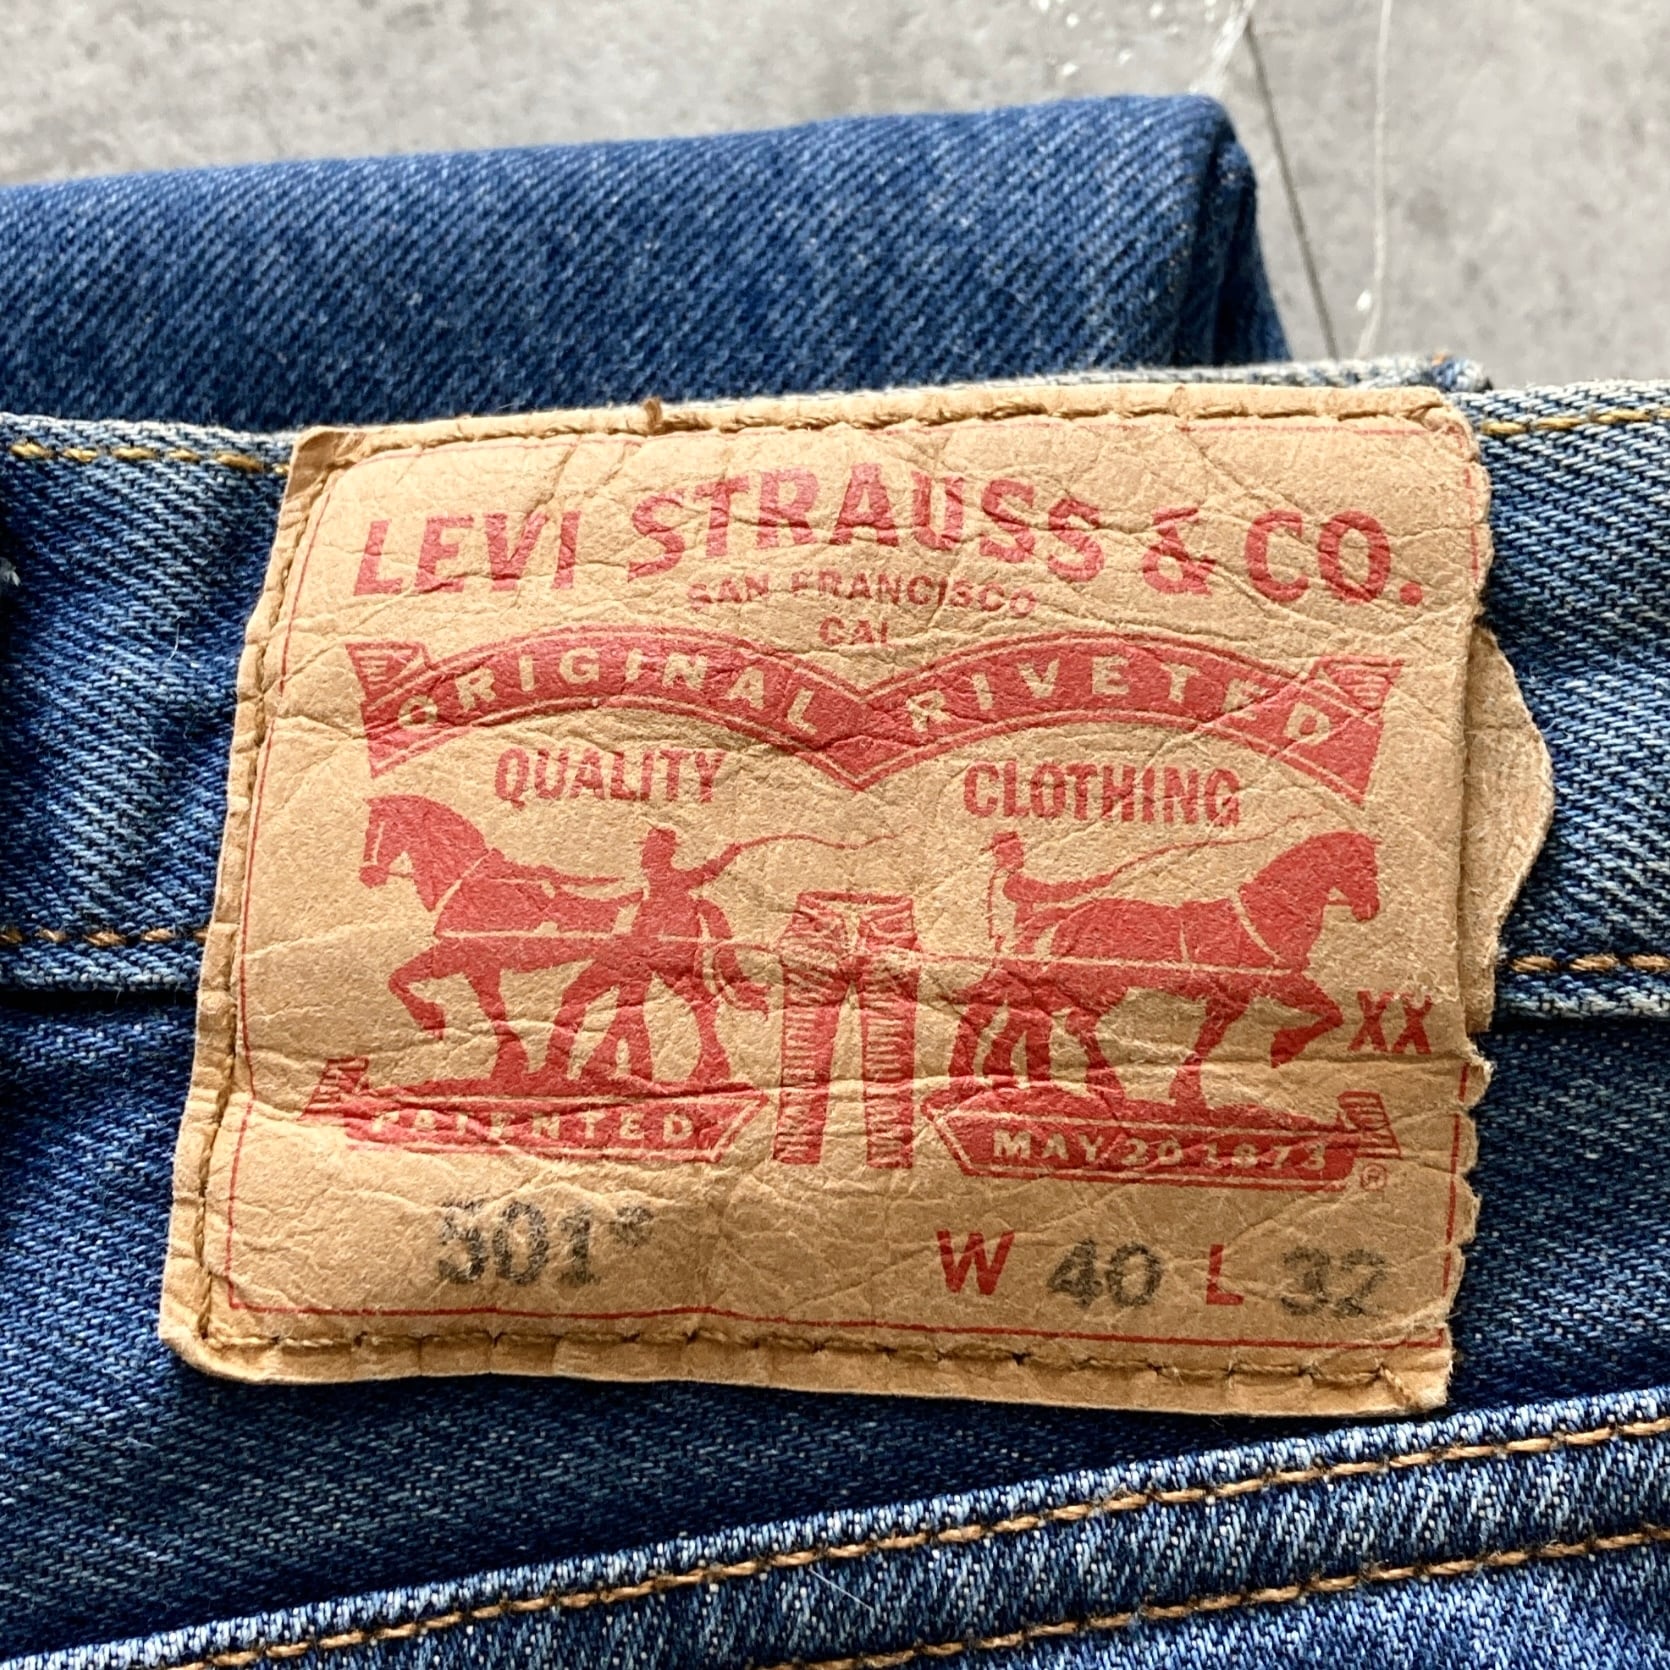 LEVI STRAUSS & CO.
SAN FRANCISCO
CAL
ORIGINAL RIVETED
QUALITY CLOTHING
XX
PATENTED MAY 20 1873
®
501® W 40 L 32